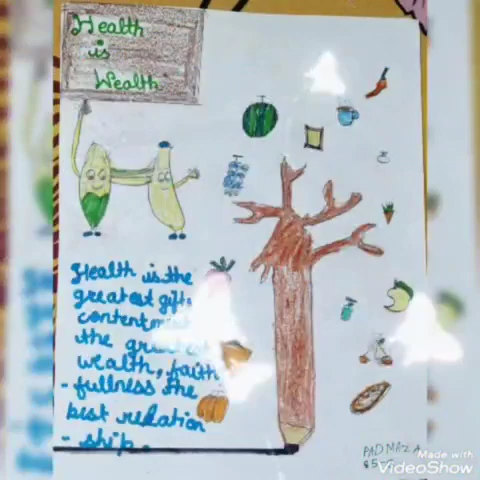 Health
is
Wealth
Health is the
greatest gift,
contentment
the greatest
wealth, faith
- fullness the
best relation
- ship.
PADMAZA
Made with
VideoShow